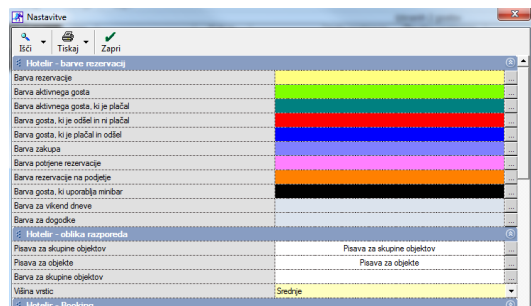 Nastavitve
Išči
Tiskaj
Zapri
Hotelir - barve rezervacij
Barva rezervacije
Barva aktivnega gosta
Barva aktivnega gosta, ki je plačal
Barva gosta, ki je odšel in ni plačal
Barva gosta, ki je plačal in odšel
Barva zakupa
Barva potrjene rezervacije
Barva rezervacije na podjetje
Barva gosta, ki uporablja minibar
Barva za vikend dneve
Barva za dogodke
Hotelir - oblika razporeda
Pisava za skupine objektov Pisava za skupine objektov
Pisava za objekte Pisava za objekte
Barva za skupine objektov
Višina vrstic Srednje
Hotelir - Booking